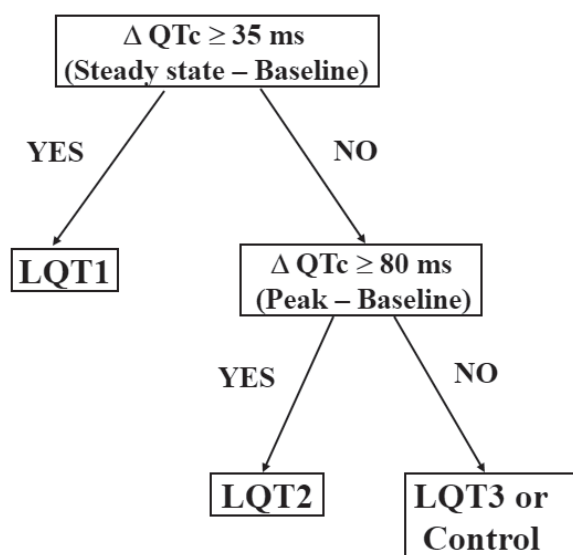 Δ QTc ≥ 35 ms
(Steady state – Baseline)
YES
NO
LQT1
Δ QTc ≥ 80 ms
(Peak – Baseline)
YES
NO
LQT2
LQT3 or
Control